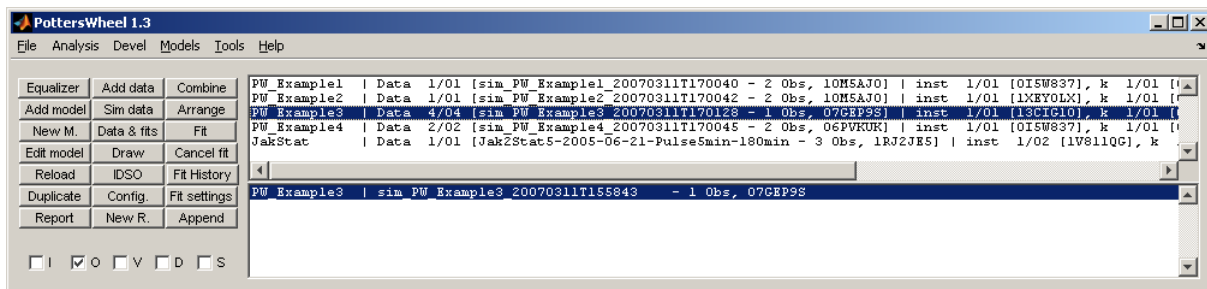 PottersWheel 1.3
File Analysis Devel Models Tools Help
Equalizer Add data Combine
Add model Sim data Arrange
New M. Data & fits Fit
Edit model Draw Cancel fit
Reload IDSO Fit History
Duplicate Config. Fit settings
Report New R. Append
I O V D S
PW_Example1 | Data 1/01 [sim_PW_Example1_20070311T170040 - 2 Obs, 10M5AJ0] | inst 1/01 [0I5W837], k 1/01 [
PW_Example2 | Data 1/01 [sim_PW_Example2_20070311T170042 - 2 Obs, 10M5AJ0] | inst 1/01 [1XEYOLX], k 1/01 [
PW_Example3 | Data 4/04 [sim_PW_Example3_20070311T170128 - 1 Obs, 07GEP9S] | inst 1/01 [13CIG10], k 1/01 [
PW_Example4 | Data 2/02 [sim_PW_Example4_20070311T170045 - 2 Obs, 06PVKUK] | inst 1/01 [0I5W837], k 1/01 [
JakStat | Data 1/01 [Jak2Stat5-2005-06-21-Pulse5min-180min - 3 Obs, 1RJ2JE5] | inst 1/02 [1V811QG], k
PW_Example3 | sim_PW_Example3_20070311T155843 - 1 Obs, 07GEP9S